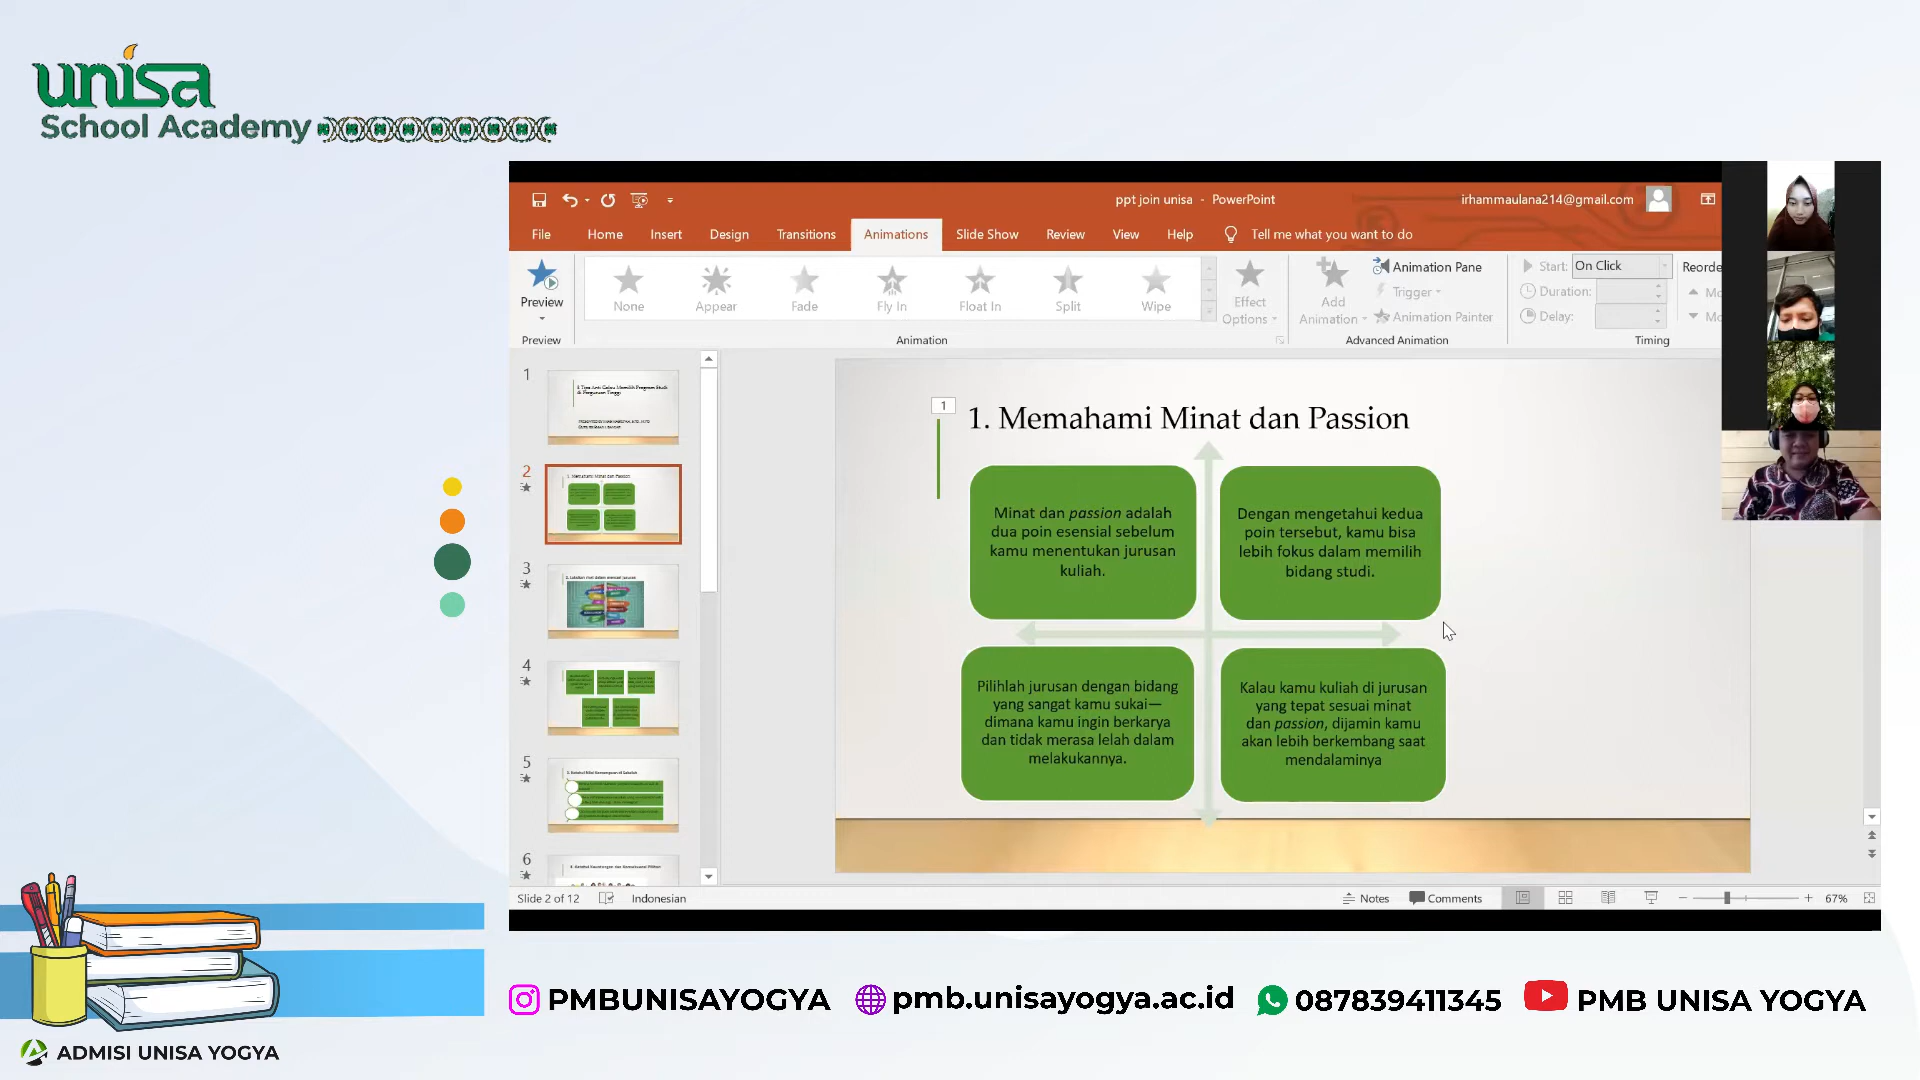 unisa
School Academy
ppt join unisa - PowerPoint
irhammaulana214@gmail.com
File Home Insert Design Transitions Animations Slide Show Review View Help Tell me what you want to do
Preview
None Appear Fade Fly In Float In Split Wipe
Effect Options
Add Animation
Animation Pane
Trigger
Animation Painter
Start: On Click
Duration:
Delay:
Preview Animation Advanced Animation Timing
1
2
3
4
5
6
1
1. Memahami Minat dan Passion
Minat dan passion adalah
dua poin esensial sebelum
kamu menentukan jurusan
kuliah.
Dengan mengetahui kedua
poin tersebut, kamu bisa
lebih fokus dalam memilih
bidang studi.
Pilihlah jurusan dengan bidang
yang sangat kamu sukai—
dimana kamu ingin berkarya
dan tidak merasa lelah dalam
melakukannya.
Kalau kamu kuliah di jurusan
yang tepat sesuai minat
dan passion, dijamin kamu
akan lebih berkembang saat
mendalaminya
Slide 2 of 12 Indonesian Notes Comments 67%
PMBUNISAYOGYA pmb.unisayogya.ac.id 087839411345 PMB UNISA YOGYA
ADMISI UNISA YOGYA